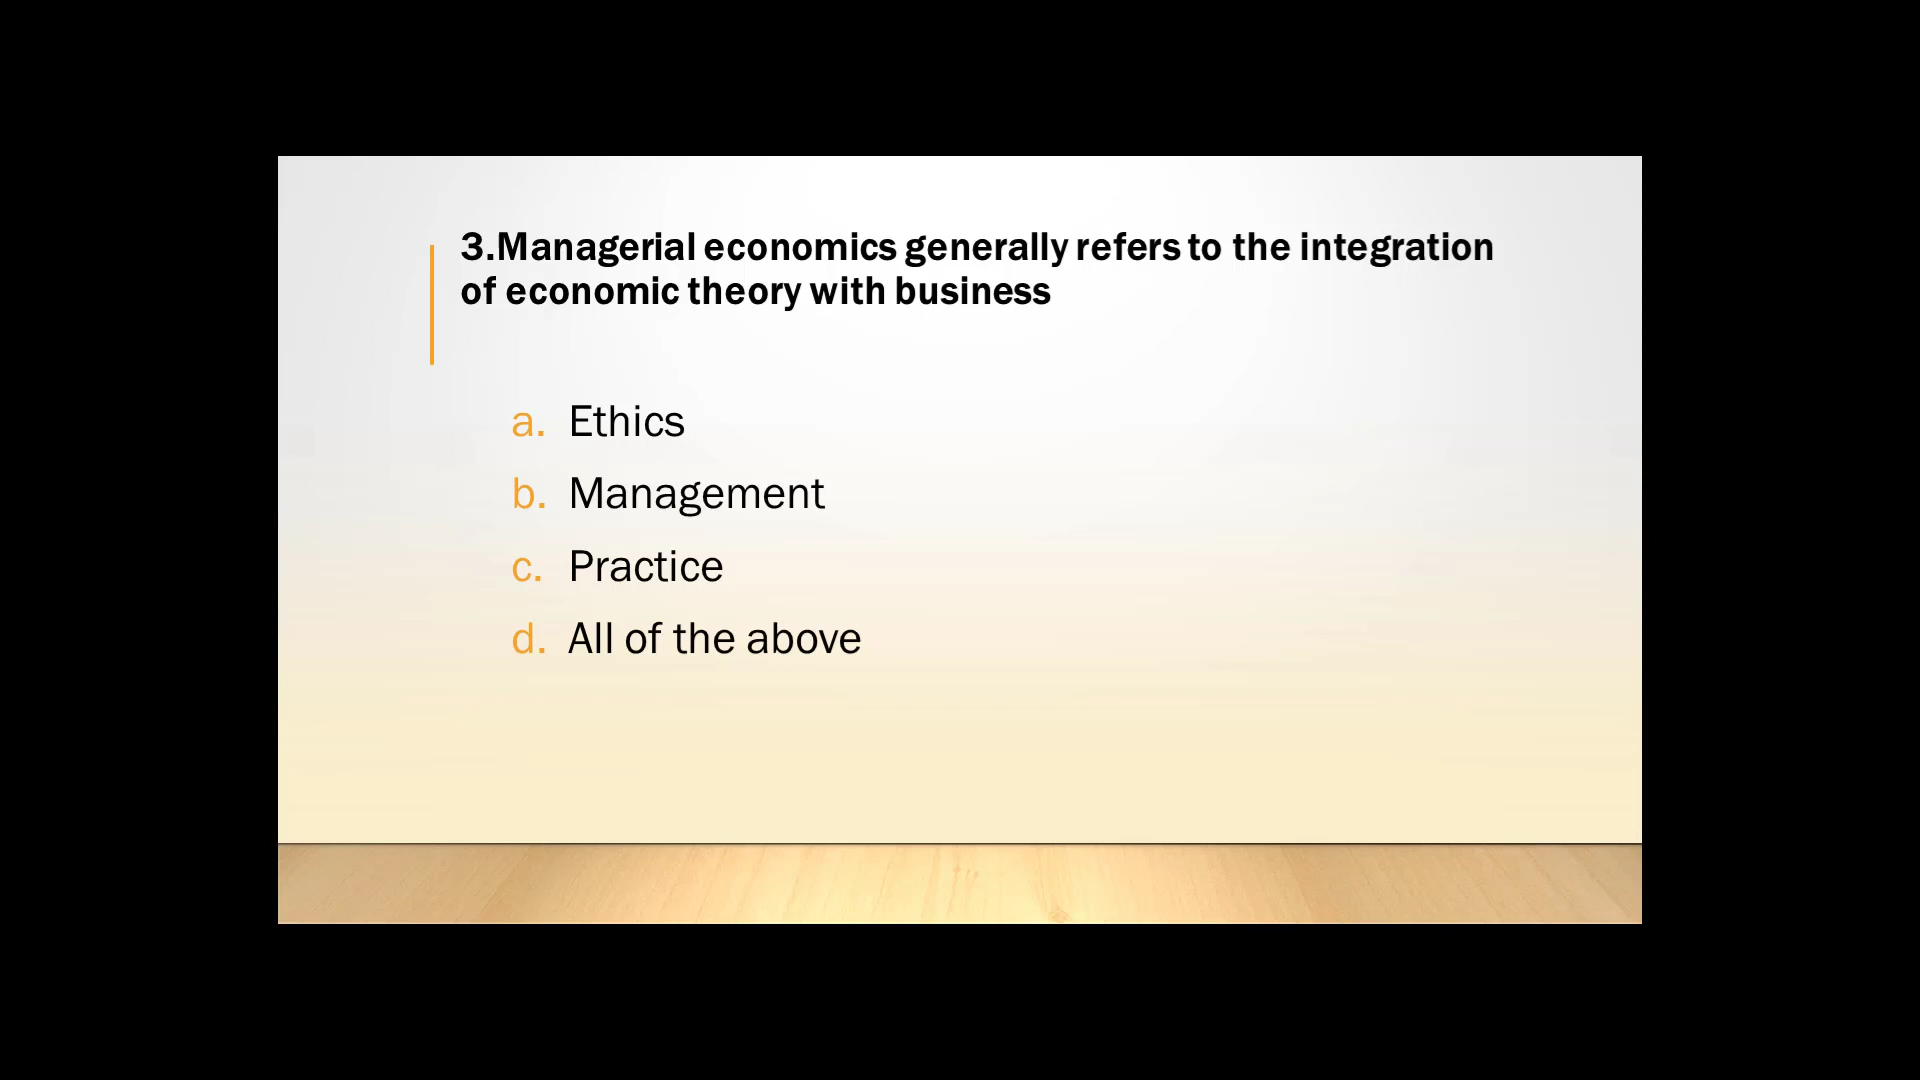 3.Managerial economics generally refers to the integration
of economic theory with business
a. Ethics
b. Management
c. Practice
d. All of the above